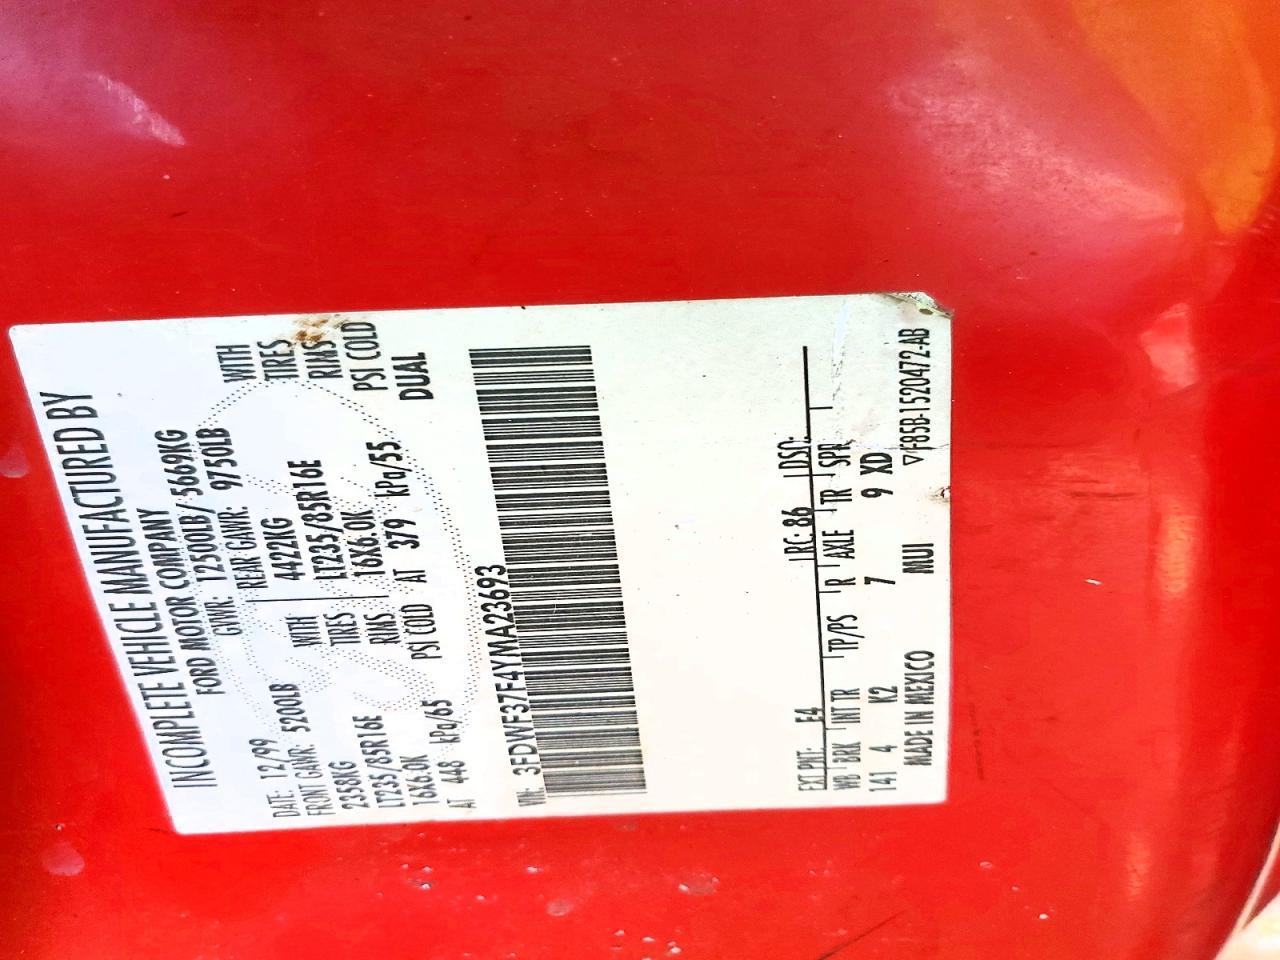 INCOMPLETE VEHICLE MANUFACTURED BY
FORD MOTOR COMPANY
DATE: 12/99 GVWR: 12500LB/ 5669KG
FRONT GAWR: 5200LB REAR GAWR: 9750LB
2358KG WITH 4422KG WITH
LT235/85R16E TIRES LT235/85R16E TIRES
16X6.0K RIMS 16X6.0K RIMS
AT 448 kPa/65 PSI COLD AT 379 kPa/55 PSI COLD
DUAL
VIN: 3FDWF37F4YMA23693
EXT PNT: E4 RC: 86 DSO:
WB BRK INT TR TP/PS R AXLE TR SPR
141 4 K2 7 9 XD
MADE IN MEXICO F85B-1520472-AB